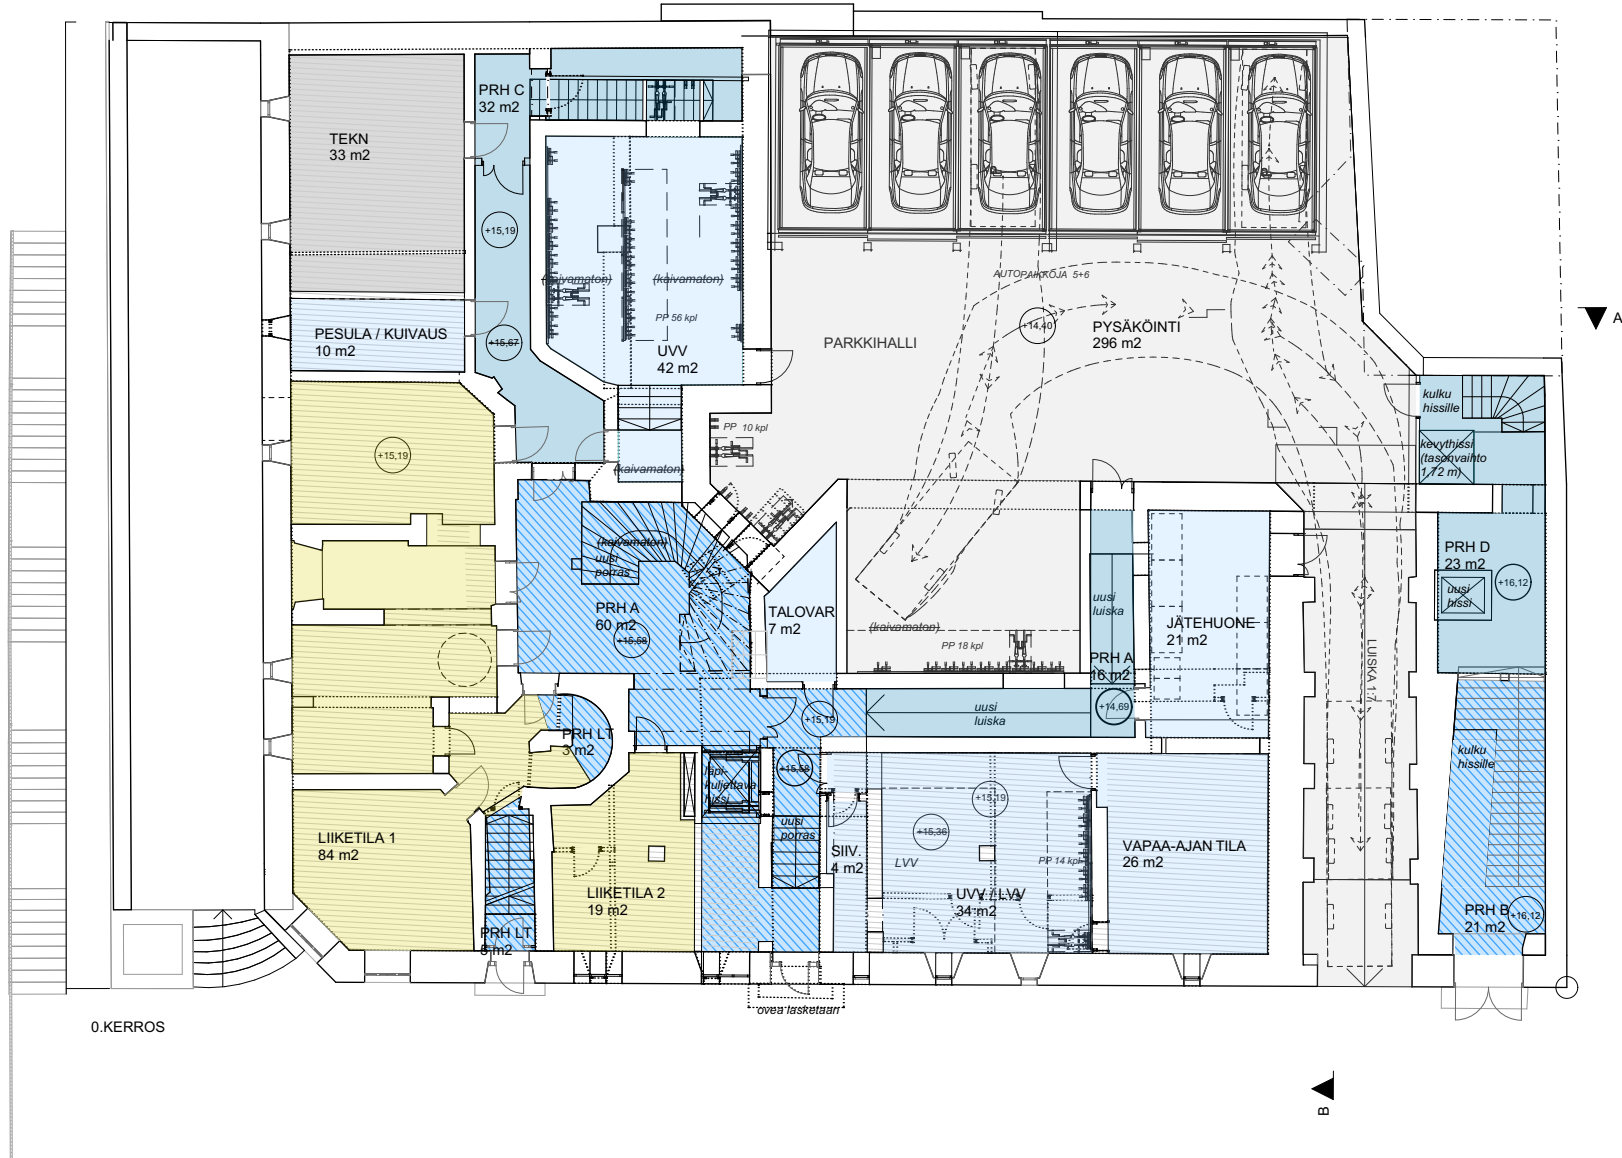 PRH C
32 m2
TEKN
33 m2
+15,19
(kaivamaton)
(kaivamaton)
PP 56 kpl
AUTOPAIKKOJA 5+6
+14,40
PYSÄKÖINTI
296 m2
A
PESULA / KUIVAUS
10 m2
+15,67
UVV
42 m2
PARKKIHALLI
kulku
hissille
PP 10 kpl
+15,19
(kaivamaton)
kevythissi
(tasonvaihto
1,72 m)
(kaivamaton)
uusi
porras
PRH A
60 m2
+15,58
TALOVAR
7 m2
(kaivamaton)
PP 18 kpl
uusi
luiska
PRH A
16 m2
+14,69
JÄTEHUONE
21 m2
LUISKA 1:7
PRH D
23 m2
+16,12
uusi
hissi
PRH LT
3 m2
+15,19
uusi
luiska
kulku
hissille
läpi-
kuljettava
hissi
+15,58
uusi
porras
+15,19
+15,36
LIIKETILA 1
84 m2
SIIV.
4 m2
LVV
PP 14 kpl
VAPAA-AJAN TILA
26 m2
LIIKETILA 2
19 m2
UVV / LVV
34 m2
PRH B
21 m2
+16,12
PRH LT
m2
ovea lasketaan
0.KERROS
B